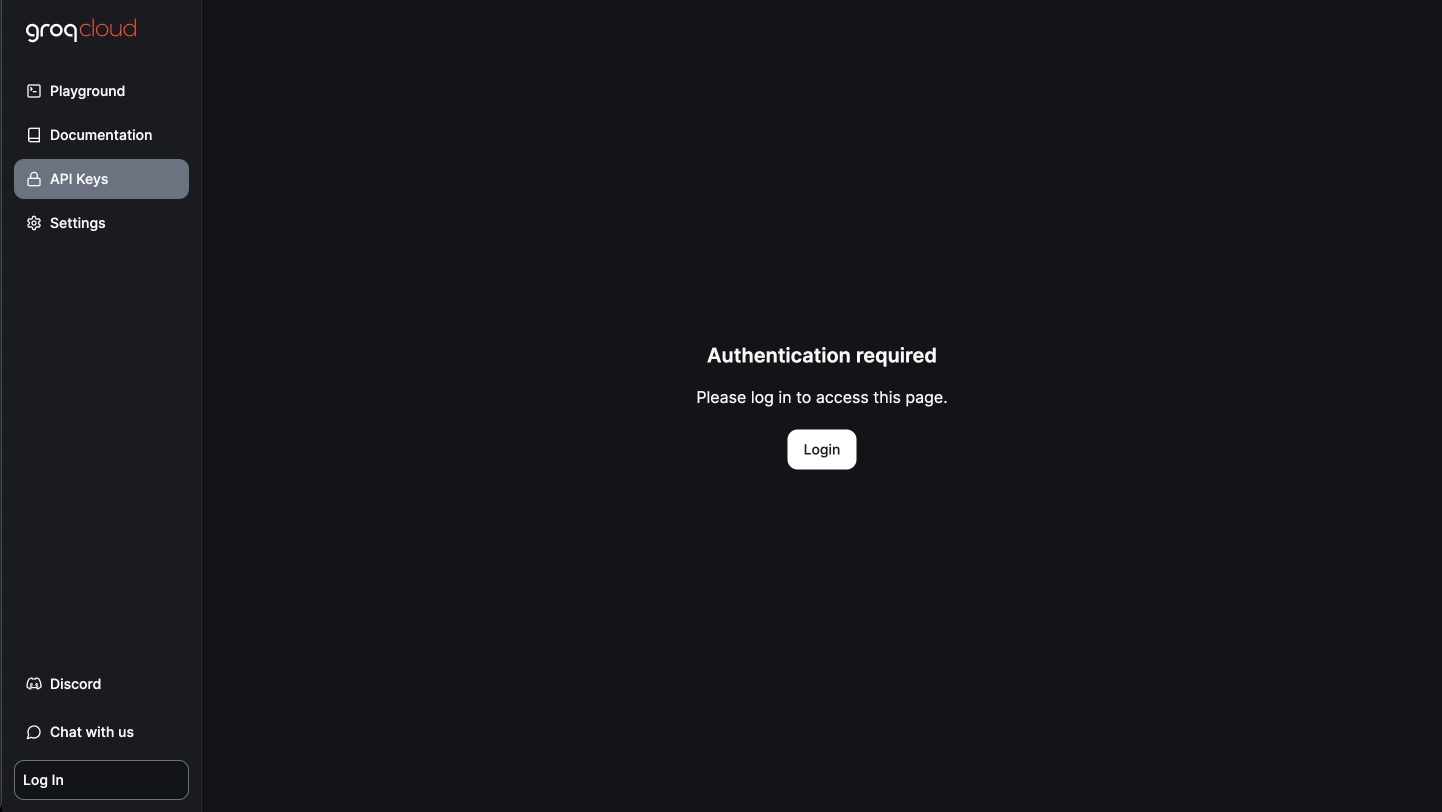 groqcloud
Playground
Documentation
API Keys
Settings
Authentication required
Please log in to access this page.
Login
Discord
Chat with us
Log In